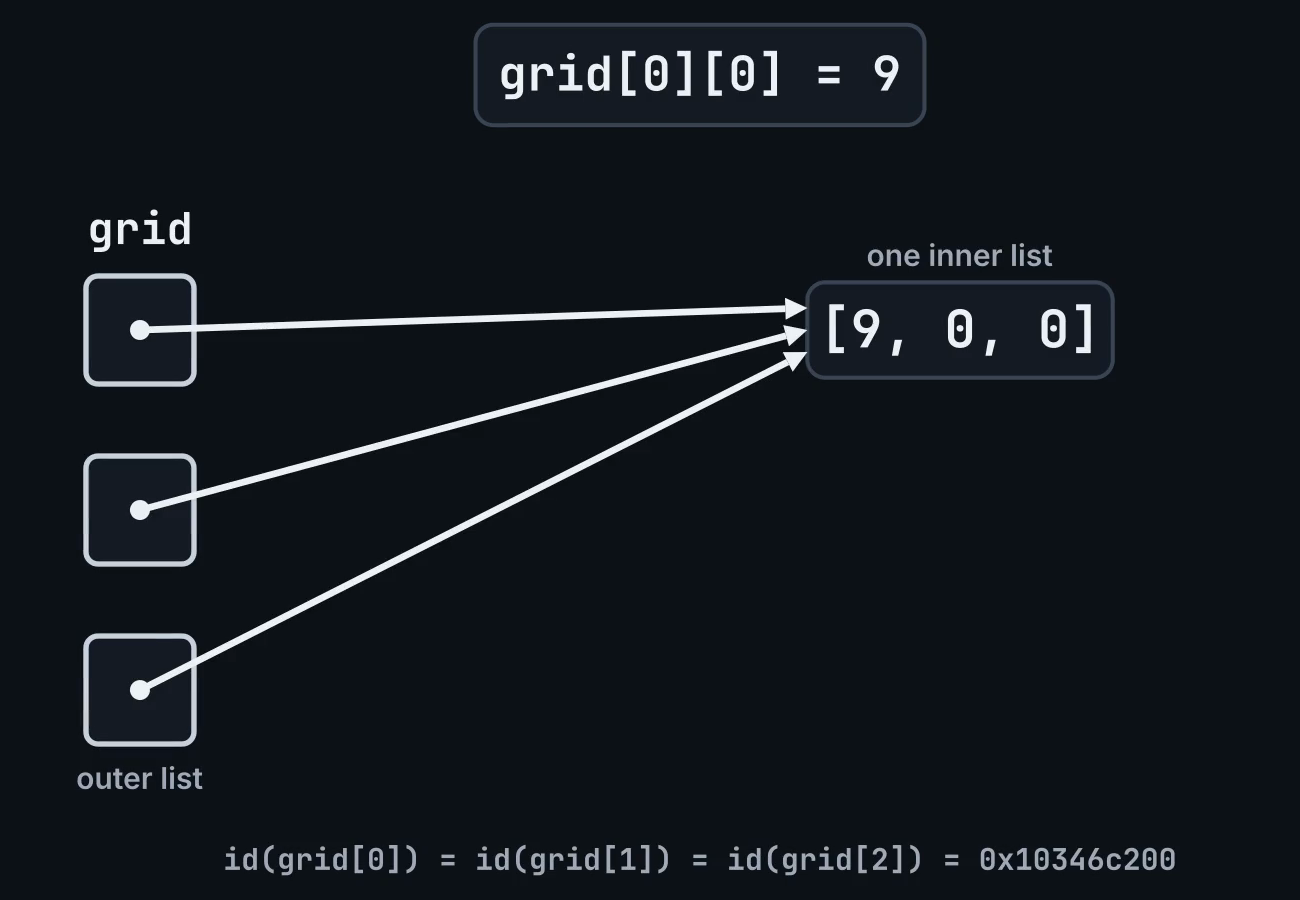 grid[0][0] = 9
grid
one inner list
[9, 0, 0]
outer list
id(grid[0]) = id(grid[1]) = id(grid[2]) = 0x10346c200